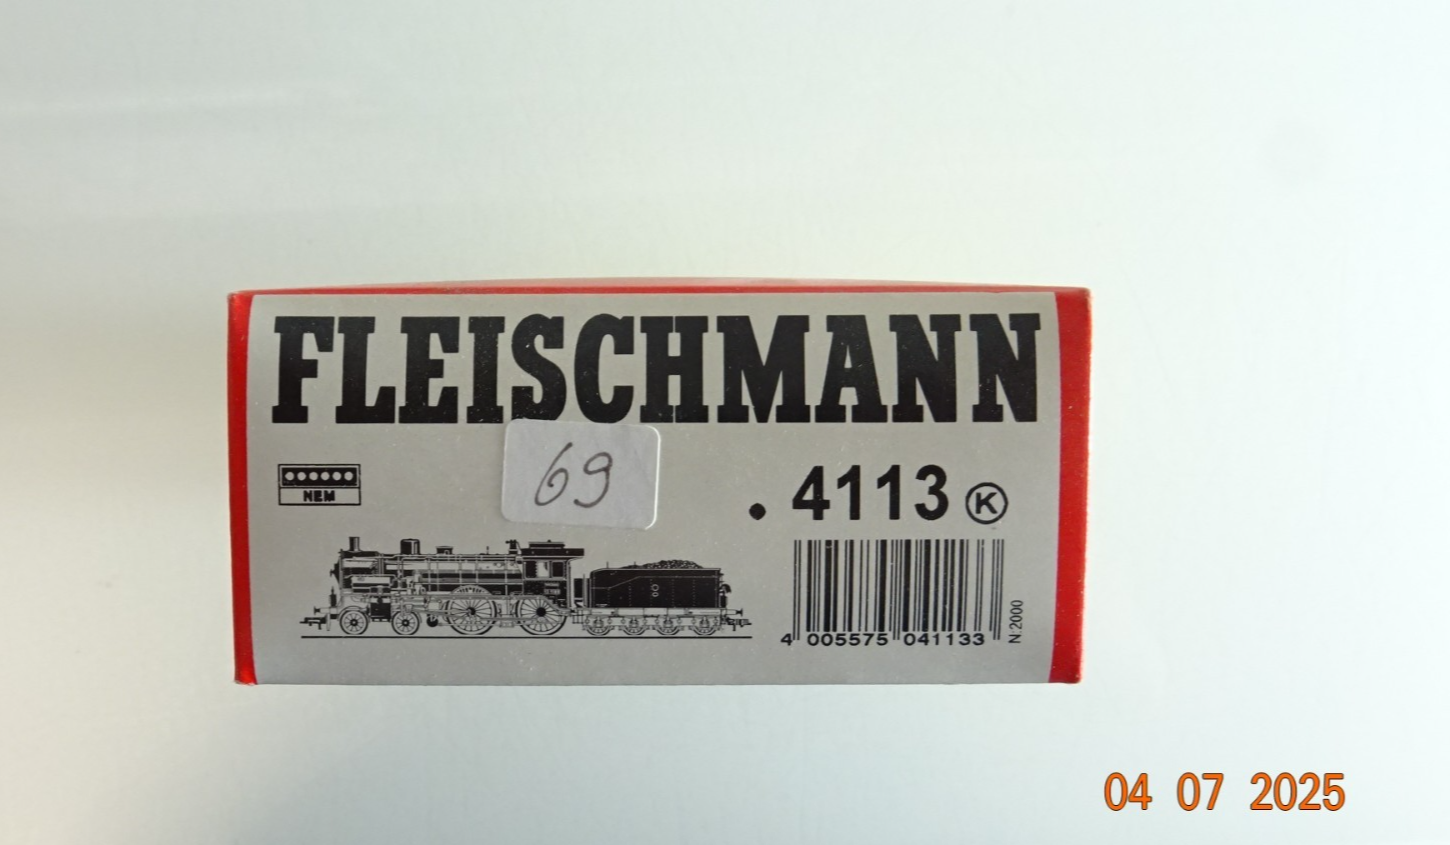 FLEISCHMANN
69
NEM
. 4113 K
4 005575 041133
N 2000
04 07 2025